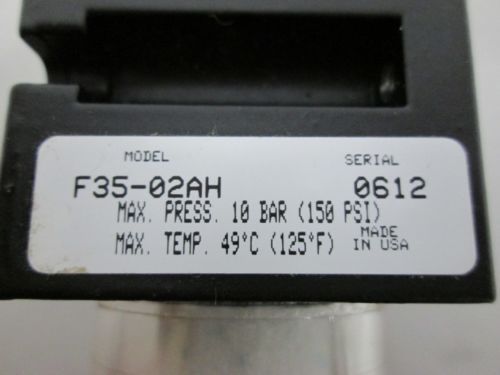 MODEL SERIAL
F35-02AH 0612
MAX. PRESS. 10 BAR (150 PSI)
MAX. TEMP. 49°C (125°F) MADE IN USA